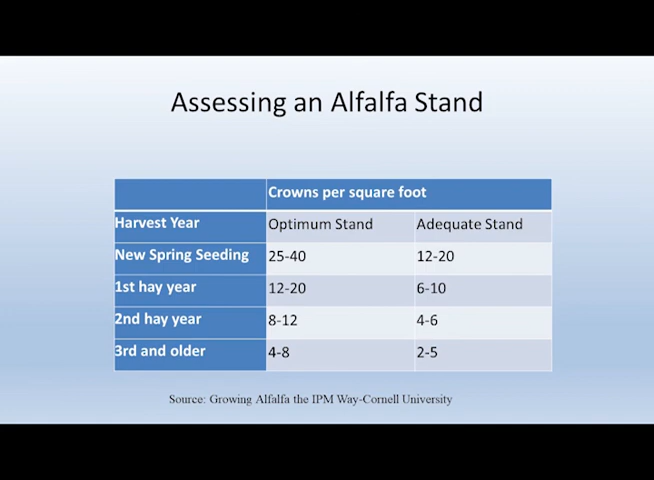 Assessing an Alfalfa Stand
Crowns per square foot
Harvest Year Optimum Stand Adequate Stand
New Spring Seeding 25-40 12-20
1st hay year 12-20 6-10
2nd hay year 8-12 4-6
3rd and older 4-8 2-5
Source: Growing Alfalfa the IPM Way-Cornell University